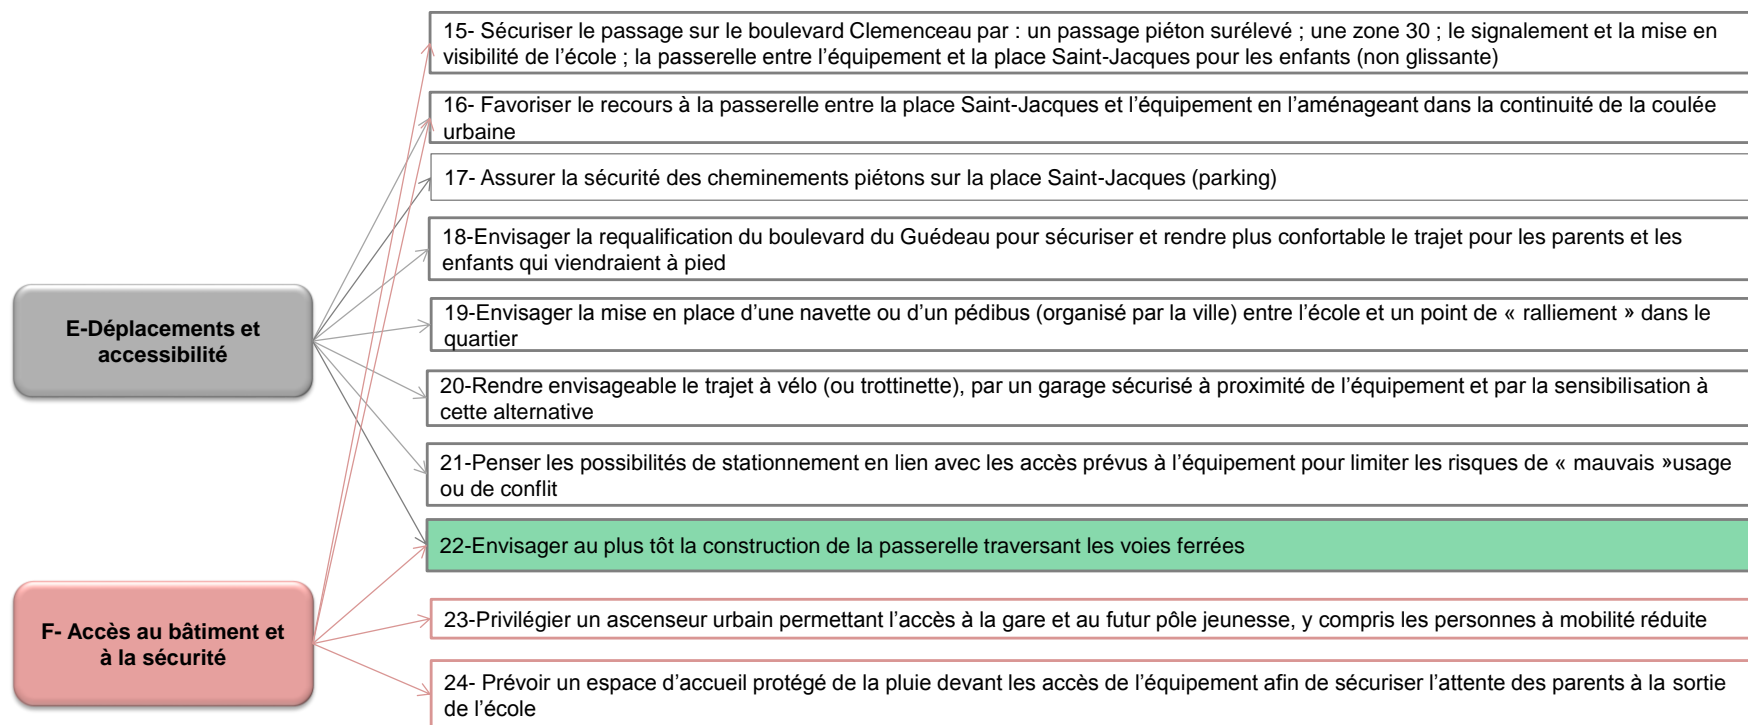 15- Sécuriser le passage sur le boulevard Clemenceau par : un passage piéton surélevé ; une zone 30 ; le signalement et la mise en
visibilité de l’école ; la passerelle entre l’équipement et la place Saint-Jacques pour les enfants (non glissante)
16- Favoriser le recours à la passerelle entre la place Saint-Jacques et l’équipement en l’aménageant dans la continuité de la coulée
urbaine
17- Assurer la sécurité des cheminements piétons sur la place Saint-Jacques (parking)
18-Envisager la requalification du boulevard du Guédeau pour sécuriser et rendre plus confortable le trajet pour les parents et les
enfants qui viendraient à pied
E-Déplacements et
accessibilité
19-Envisager la mise en place d’une navette ou d’un pédibus (organisé par la ville) entre l’école et un point de « ralliement » dans le
quartier
20-Rendre envisageable le trajet à vélo (ou trottinette), par un garage sécurisé à proximité de l’équipement et par la sensibilisation à
cette alternative
21-Penser les possibilités de stationnement en lien avec les accès prévus à l’équipement pour limiter les risques de « mauvais »usage
ou de conflit
22-Envisager au plus tôt la construction de la passerelle traversant les voies ferrées
F- Accès au bâtiment et
à la sécurité
23-Privilégier un ascenseur urbain permettant l’accès à la gare et au futur pôle jeunesse, y compris les personnes à mobilité réduite
24- Prévoir un espace d’accueil protégé de la pluie devant les accès de l’équipement afin de sécuriser l’attente des parents à la sortie
de l’école